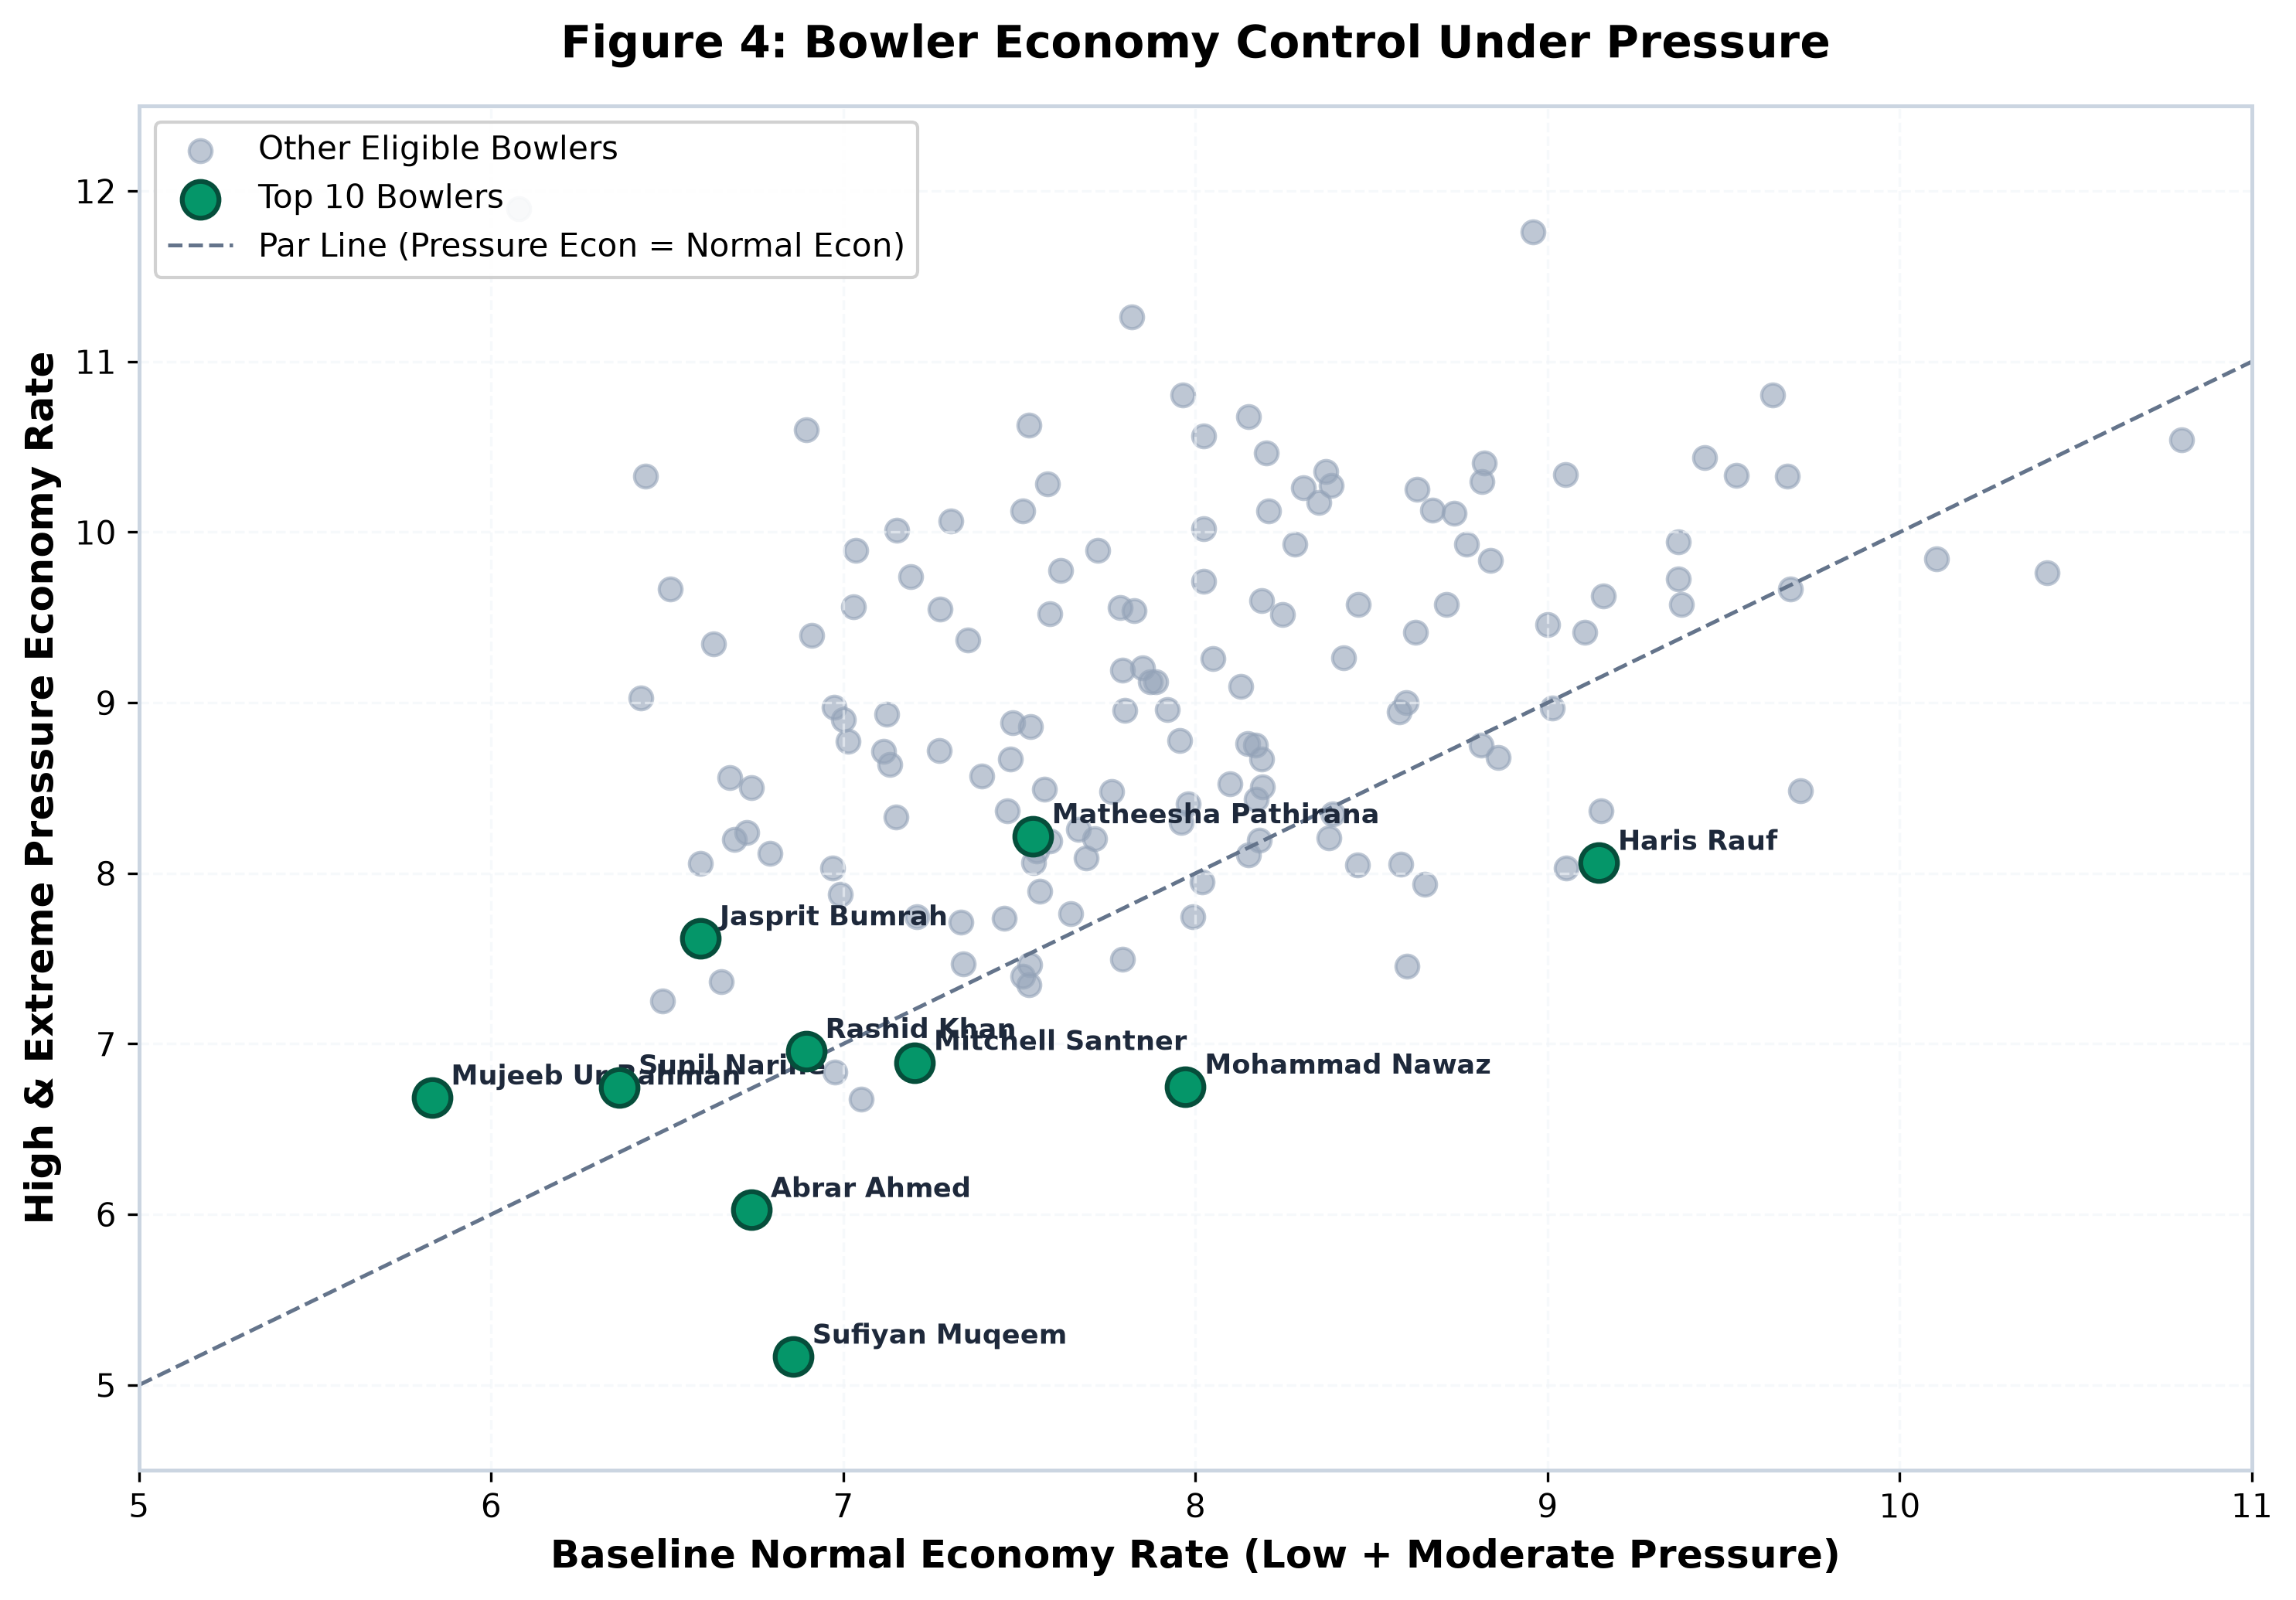 Figure 4: Bowler Economy Control Under Pressure
Other Eligible Bowlers
Top 10 Bowlers
Par Line (Pressure Econ = Normal Econ)
High & Extreme Pressure Economy Rate
12
11
10
9
8
7
6
5
Matheesha Pathirana
Haris Rauf
Jasprit Bumrah
Rashid Khan
Mitchell Santner
Sunil Narine
Mujeeb Ur Rahman
Mohammad Nawaz
Abrar Ahmed
Sufiyan Muqeem
5 6 7 8 9 10 11
Baseline Normal Economy Rate (Low + Moderate Pressure)